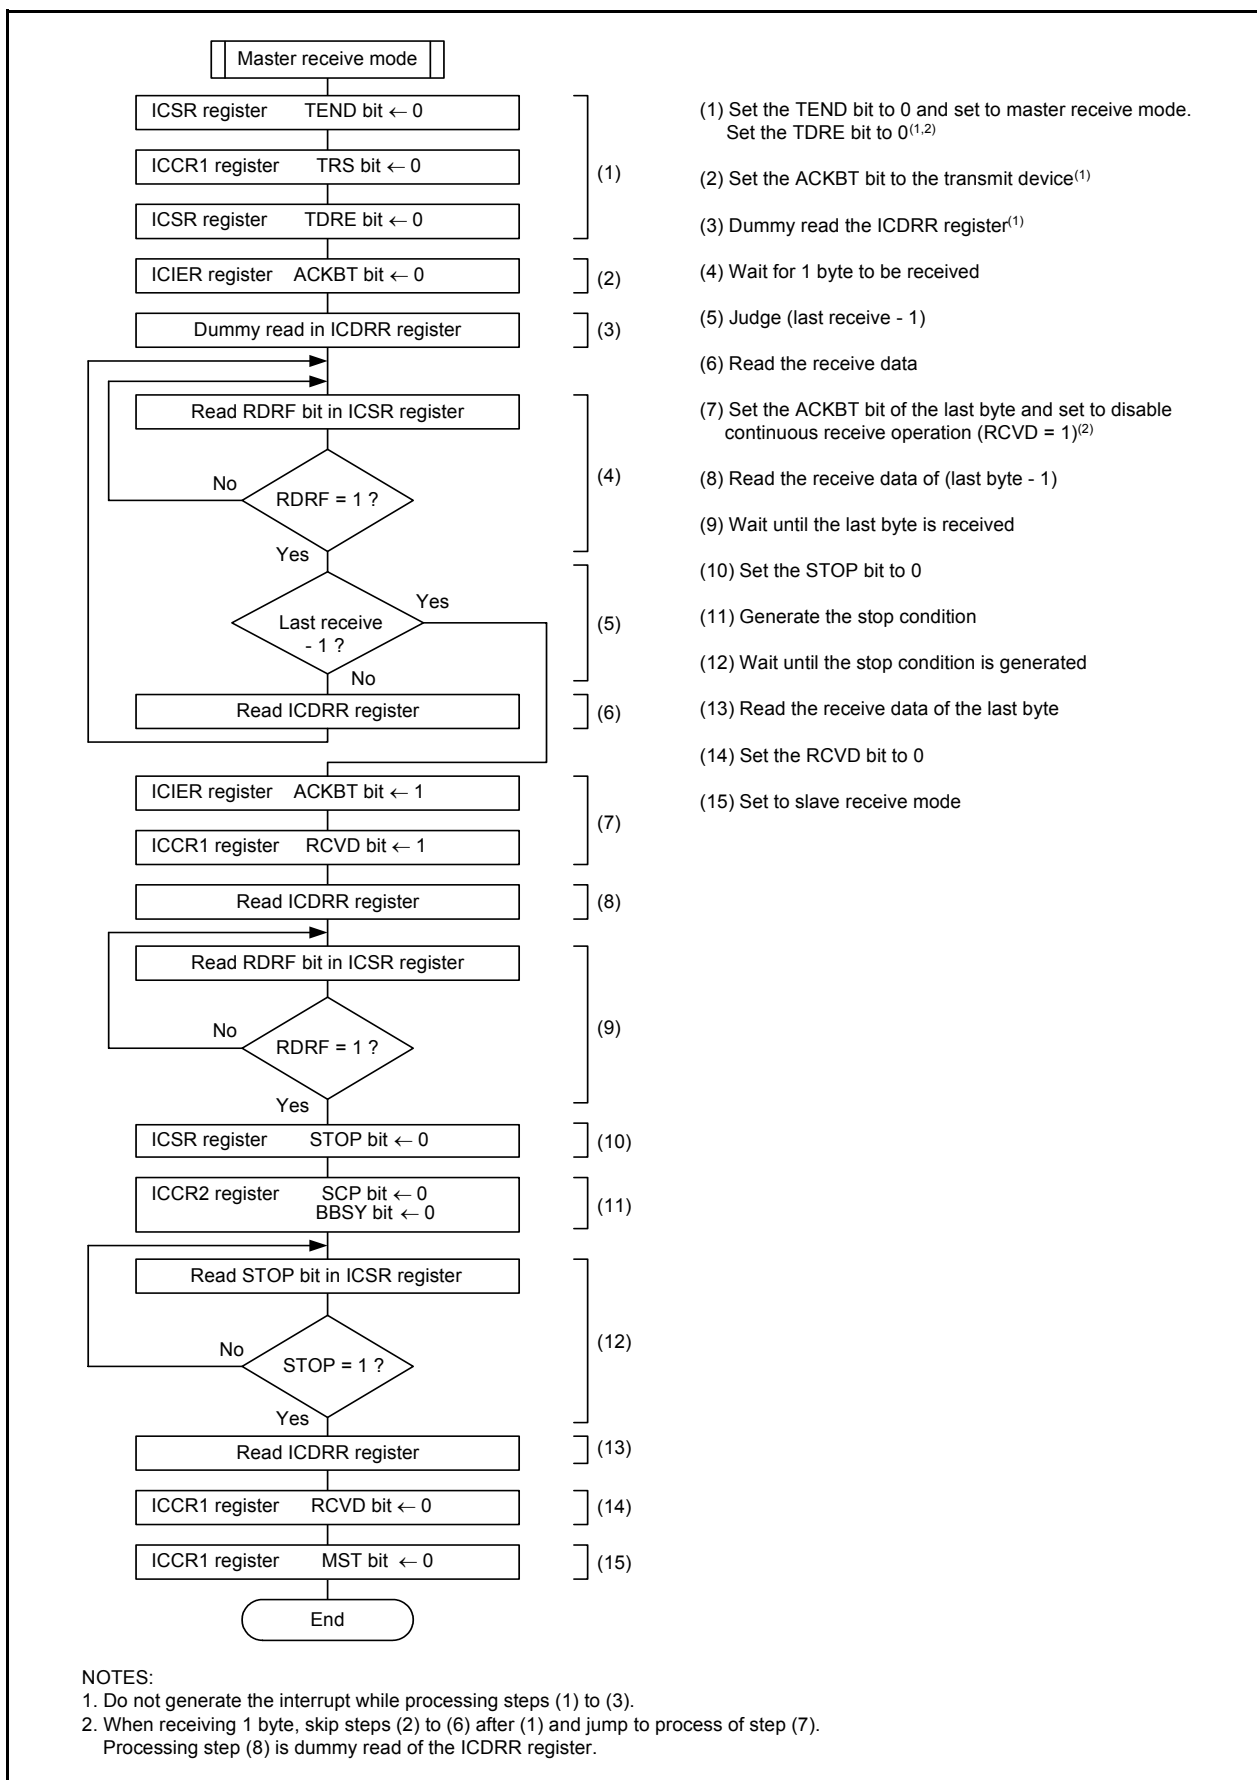 Master receive mode
ICSR register TEND bit ← 0
ICCR1 register TRS bit ← 0
ICSR register TDRE bit ← 0
(1)
ICIER register ACKBT bit ← 0
(2)
Dummy read in ICDRR register
(3)
Read RDRF bit in ICSR register
No
RDRF = 1 ?
(4)
Yes
Yes
Last receive
- 1 ?
(5)
No
Read ICDRR register
(6)
ICIER register ACKBT bit ← 1
ICCR1 register RCVD bit ← 1
(7)
Read ICDRR register
(8)
Read RDRF bit in ICSR register
No
RDRF = 1 ?
(9)
Yes
ICSR register STOP bit ← 0
(10)
ICCR2 register SCP bit ← 0
BBSY bit ← 0
(11)
Read STOP bit in ICSR register
No
STOP = 1 ?
(12)
Yes
Read ICDRR register
(13)
ICCR1 register RCVD bit ← 0
(14)
ICCR1 register MST bit ← 0
(15)
End
(1) Set the TEND bit to 0 and set to master receive mode.
Set the TDRE bit to 0(1,2)
(2) Set the ACKBT bit to the transmit device(1)
(3) Dummy read the ICDRR register(1)
(4) Wait for 1 byte to be received
(5) Judge (last receive - 1)
(6) Read the receive data
(7) Set the ACKBT bit of the last byte and set to disable
continuous receive operation (RCVD = 1)(2)
(8) Read the receive data of (last byte - 1)
(9) Wait until the last byte is received
(10) Set the STOP bit to 0
(11) Generate the stop condition
(12) Wait until the stop condition is generated
(13) Read the receive data of the last byte
(14) Set the RCVD bit to 0
(15) Set to slave receive mode
NOTES:
1. Do not generate the interrupt while processing steps (1) to (3).
2. When receiving 1 byte, skip steps (2) to (6) after (1) and jump to process of step (7).
Processing step (8) is dummy read of the ICDRR register.